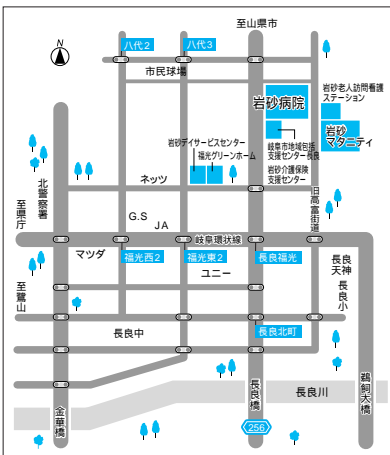 至山県市
N
八代2
八代3
市民球場
岩砂病院
岩砂老人訪問看護
ステーション
岩砂
マタニティ
岩砂デイサービスセンター
福光グリーンホーム
岐阜市地域包括
支援センター長良
岩砂介護保険
支援センター
北警察署
ネッツ
旧高富街道
至県庁
G.S
JA
岐阜環状線
マツダ
福光西2
福光東2
長良福光
ユニー
長良天神
長良小
至鷺山
長良中
長良北町
長良川
金華橋
長良橋
鵜飼大橋
256